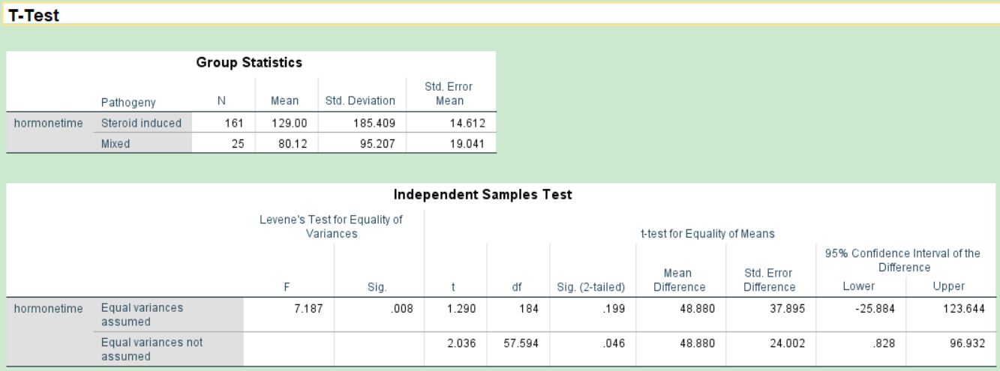 T-Test
Group Statistics
Pathogeny N Mean Std. Deviation Std. Error Mean
hormonetime Steroid induced 161 129.00 185.409 14.612
Mixed 25 80.12 95.207 19.041
Independent Samples Test
Levene's Test for Equality of Variances
t-test for Equality of Means
95% Confidence Interval of the Difference
F Sig. t df Sig. (2-tailed) Mean Difference Std. Error Difference Lower Upper
hormonetime Equal variances assumed 7.187 .008 1.290 184 .199 48.880 37.895 -25.884 123.644
Equal variances not assumed 2.036 57.594 .046 48.880 24.002 .828 96.932